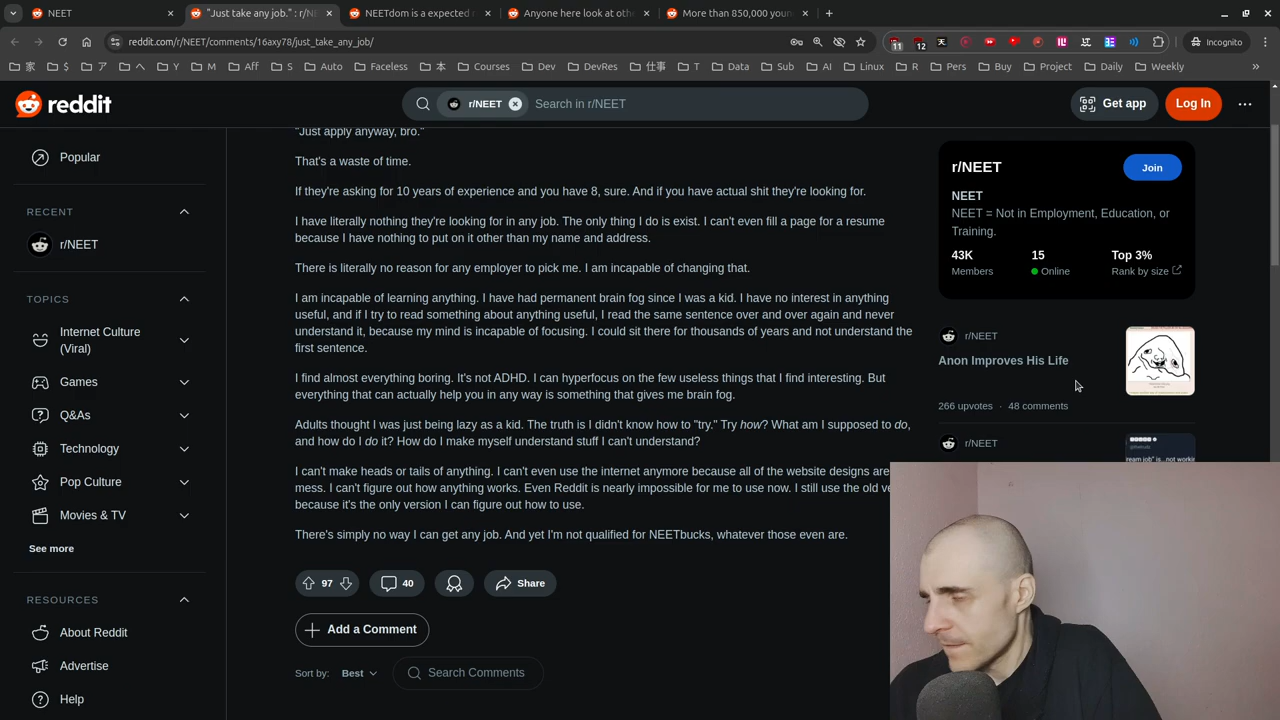 NEET
"Just take any job." : r/NE
NEETdom is a expected
Anyone here look at oth
More than 850,000 youn
reddit.com/r/NEET/comments/16axy78/just_take_any_job/
11
12
Incognito
家
$
ア
へ
Y
M
Aff
S
Auto
Faceless
本
Courses
Dev
DevRes
仕事
T
Data
Sub
AI
Linux
R
Pers
Buy
Project
Daily
Weekly
reddit
r/NEET
Search in r/NEET
Get app
Log In
Popular
RECENT
r/NEET
TOPICS
Internet Culture
(Viral)
Games
Q&As
Technology
Pop Culture
Movies & TV
See more
RESOURCES
About Reddit
Advertise
Help
"Just apply anyway, bro."
That's a waste of time.
If they're asking for 10 years of experience and you have 8, sure. And if you have actual shit they're looking for.
I have literally nothing they're looking for in any job. The only thing I do is exist. I can't even fill a page for a resume
because I have nothing to put on it other than my name and address.
There is literally no reason for any employer to pick me. I am incapable of changing that.
I am incapable of learning anything. I have had permanent brain fog since I was a kid. I have no interest in anything
useful, and if I try to read something about anything useful, I read the same sentence over and over again and never
understand it, because my mind is incapable of focusing. I could sit there for thousands of years and not understand the
first sentence.
I find almost everything boring. It's not ADHD. I can hyperfocus on the few useless things that I find interesting. But
everything that can actually help you in any way is something that gives me brain fog.
Adults thought I was just being lazy as a kid. The truth is I didn't know how to "try." Try how? What am I supposed to do,
and how do I do it? How do I make myself understand stuff I can't understand?
I can't make heads or tails of anything. I can't even use the internet anymore because all of the website designs are
mess. I can't figure out how anything works. Even Reddit is nearly impossible for me to use now. I still use the old ve
because it's the only version I can figure out how to use.
There's simply no way I can get any job. And yet I'm not qualified for NEETbucks, whatever those even are.
97
40
Share
Add a Comment
Sort by:
Best
Search Comments
r/NEET
Join
NEET
NEET = Not in Employment, Education, or
Training.
43K
15
Top 3%
Members
Online
Rank by size
r/NEET
Anon Improves His Life
266 upvotes · 48 comments
r/NEET
ream job" is...not worki